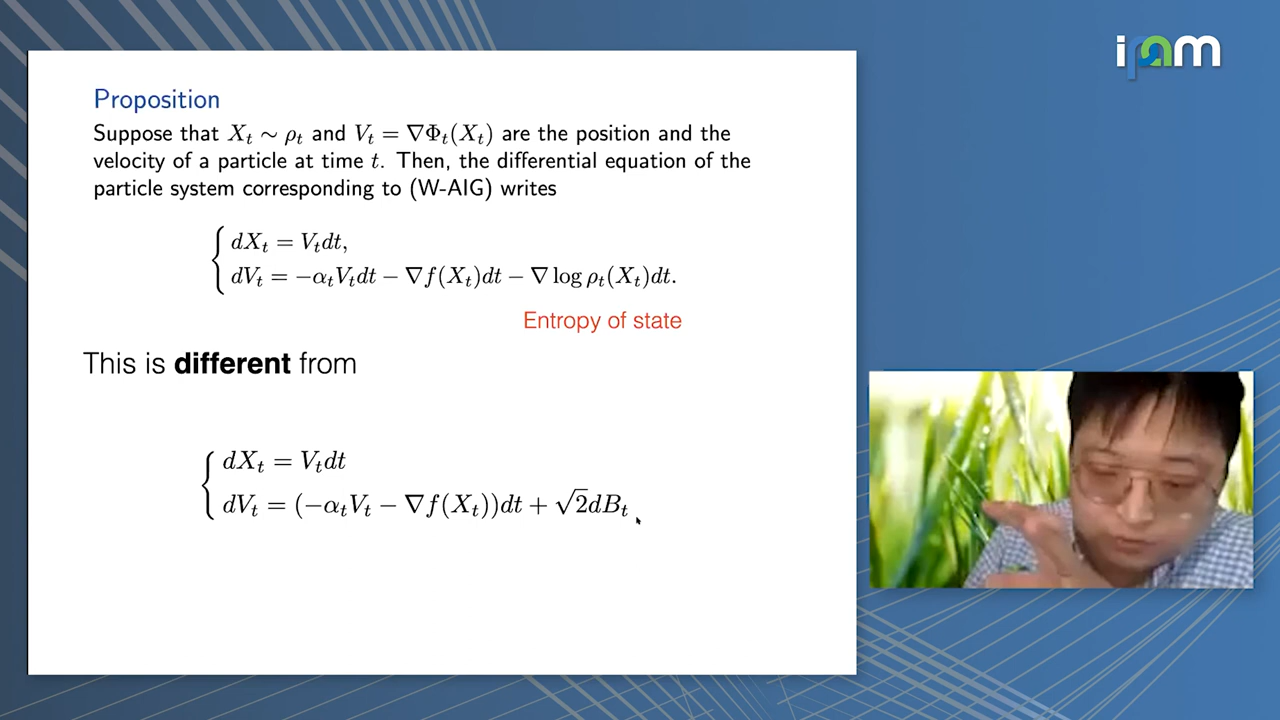 ipam
Proposition
Suppose that X_t ∼ ρ_t and V_t = ∇Φ_t(X_t) are the position and the
velocity of a particle at time t. Then, the differential equation of the
particle system corresponding to (W-AIG) writes
dX_t = V_t dt,
dV_t = −α_t V_t dt − ∇f(X_t)dt − ∇ log ρ_t(X_t)dt.
Entropy of state
This is different from
dX_t = V_t dt
dV_t = (−α_t V_t − ∇f(X_t))dt + √2dB_t